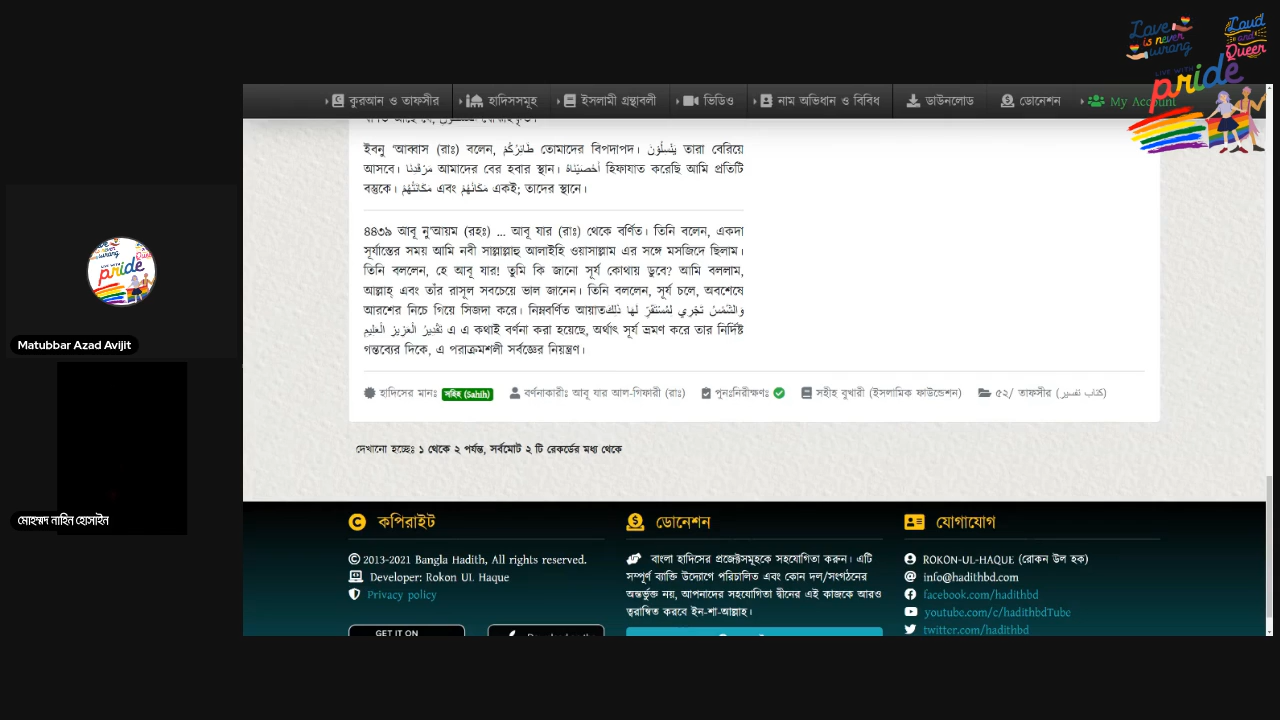 Love is never wrong
Loud and Queer
LIVE WITH pride
কুরআন ও তাফসীর হাদিসসমূহ ইসলামী গ্রন্থাবলী ভিডিও নাম অভিধান ও বিবিধ ডাউনলোড ডোনেশন My Account
ইবনু 'আব্বাস (রাঃ) বলেন, طَائِرُكُمْ তোমাদের বিপদাপদ। يَنْسِلُوْنَ তারা বেরিয়ে
আসবে। مَرْقَدِنَا আমাদের বের হবার স্থান। أَحْصَيْنَاهُ হিফাযাত করেছি আমি প্রতিটি
বস্তুকে। مَكَانَتُهُمْ এবং مَكَانُهُمْ একই; তাদের স্থানে।
৪৪৩৯ আবূ নু'আয়ম (রহঃ) ... আবূ যার (রাঃ) থেকে বর্ণিত। তিনি বলেন, একদা
সূর্যাস্তের সময় আমি নবী সাল্লাল্লাহু আলাইহি ওয়াসাল্লাম এর সঙ্গে মসজিদে ছিলাম।
তিনি বললেন, হে আবূ যার! তুমি কি জানো সূর্য কোথায় ডুবে? আমি বললাম,
আল্লাহ্ এবং তাঁর রাসূল সবচেয়ে ভাল জানেন। তিনি বললেন, সূর্য চলে, অবশেষে
আরশের নিচে গিয়ে সিজদা করে। নিম্নবর্ণিত আয়াত وَالشَّمْسُ تَجْرِي لِمُسْتَقَرٍّ لَهَا ذَلِكَ
تَقْدِيرُ الْعَزِيزِ الْعَلِيمِ এ এ কথাই বর্ণনা করা হয়েছে, অর্থাৎ সূর্য ভ্রমণ করে তার নির্দিষ্ট
গন্তব্যের দিকে, এ পরাক্রমশলী সর্বজ্ঞের নিয়ন্ত্রণ।
হাদিসের মানঃ সহিহ (Sahih) বর্ণনাকারীঃ আবূ যার আল-গিফারী (রাঃ) পুনঃনিরীক্ষণঃ সহীহ বুখারী (ইসলামিক ফাউন্ডেশন) ৫২/ তাফসীর (كتاب تفسير)
দেখানো হচ্ছেঃ ১ থেকে ২ পর্যন্ত, সর্বমোট ২ টি রেকর্ডের মধ্য থেকে
Matubbar Azad Avijit
মোহম্মদ নাহিন হোসাইন
কপিরাইট
© 2013-2021 Bangla Hadith, All rights reserved.
Developer: Rokon UL Haque
Privacy policy
GET IT ON
ডোনেশন
বাংলা হাদিসের প্রজেক্টসমূহকে সহযোগিতা করুন। এটি
সম্পূর্ণ ব্যাক্তি উদ্যোগে পরিচালিত এবং কোন দল/সংগঠনের
অন্তর্ভুক্ত নয়, আপনাদের সহযোগিতা দ্বীনের এই কাজকে আরও
ত্বরান্বিত করবে ইন-শা-আল্লাহ।
যোগাযোগ
ROKON-UL-HAQUE (রোকন উল হক)
info@hadithbd.com
facebook.com/hadithbd
youtube.com/c/hadithbdTube
twitter.com/hadithbd